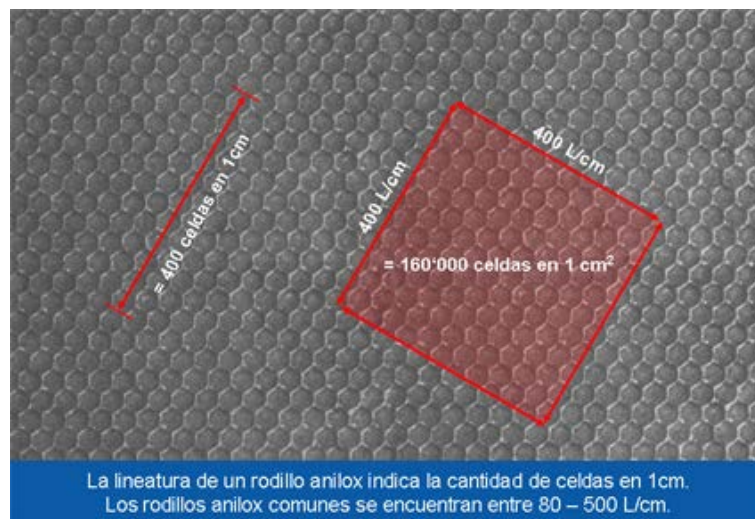 = 400 celdas en 1cm
400 L/cm
400 L/cm
= 160'000 celdas en 1 cm²
La lineatura de un rodillo anilox indica la cantidad de celdas en 1cm.
Los rodillos anilox comunes se encuentran entre 80 – 500 L/cm.